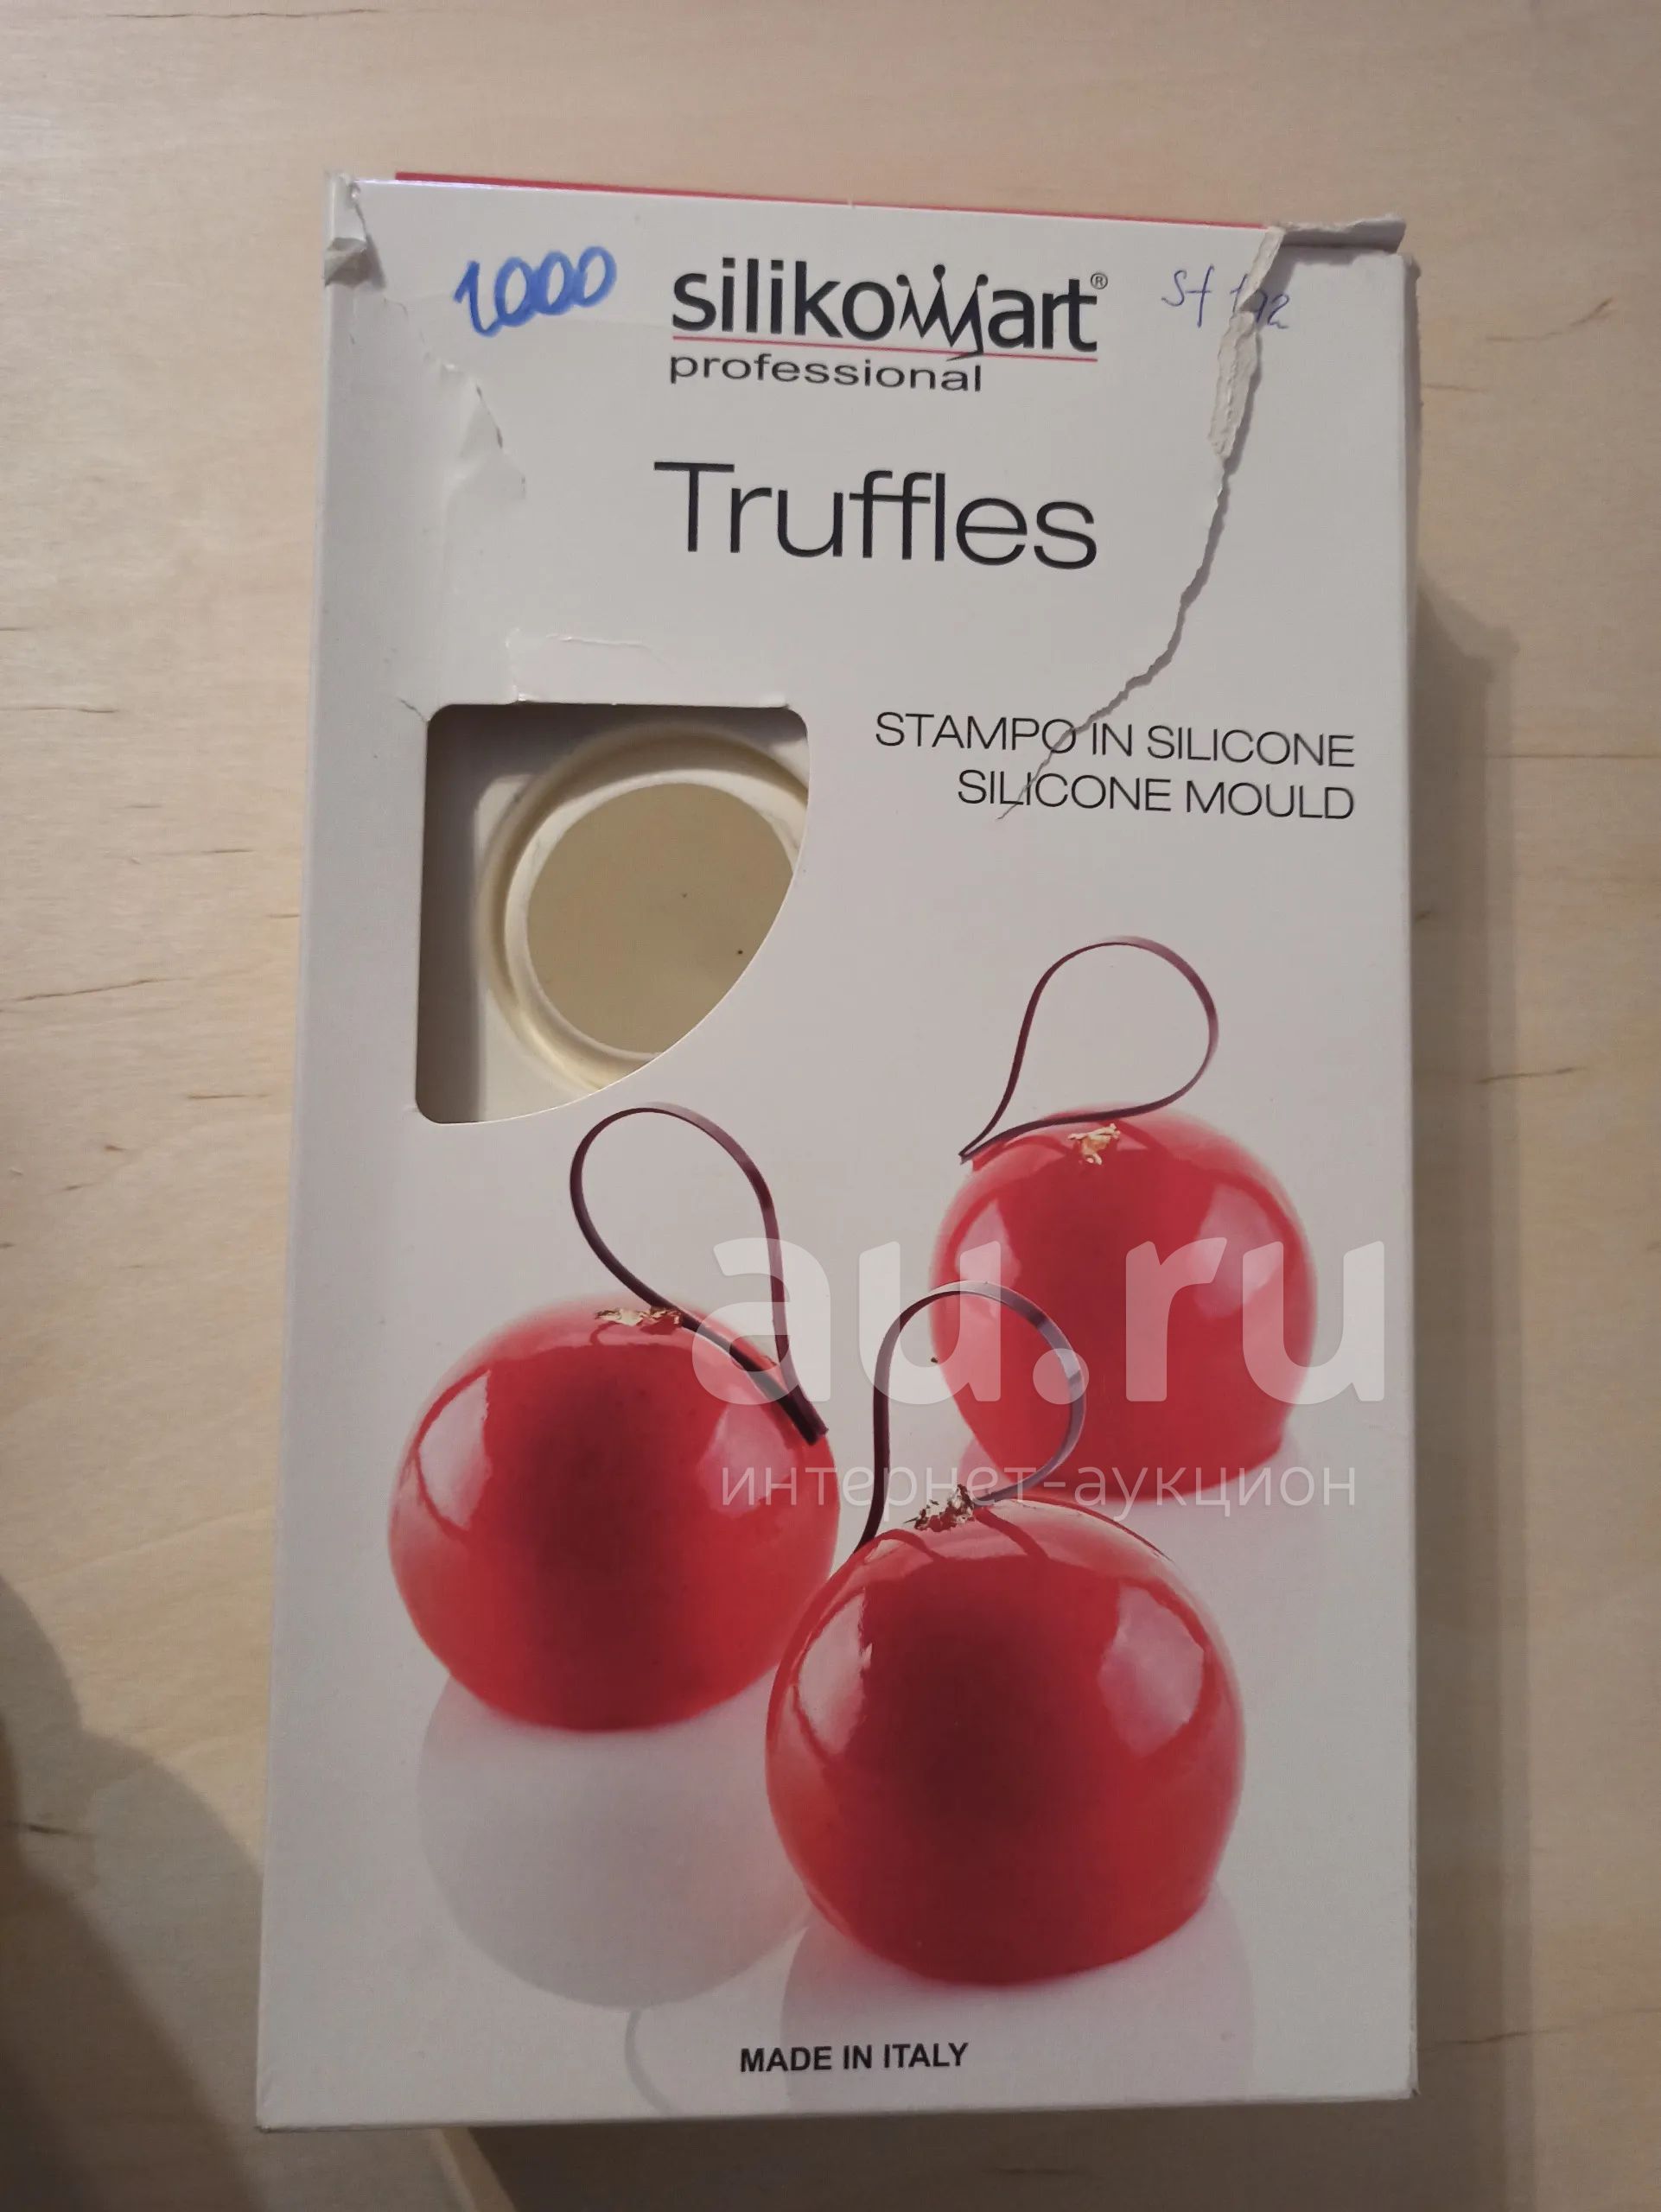 1000
silikomart®
professional
Truffles
STAMPO IN SILICONE
SILICONE MOULD
au.ru
интернет-аукцион
MADE IN ITALY